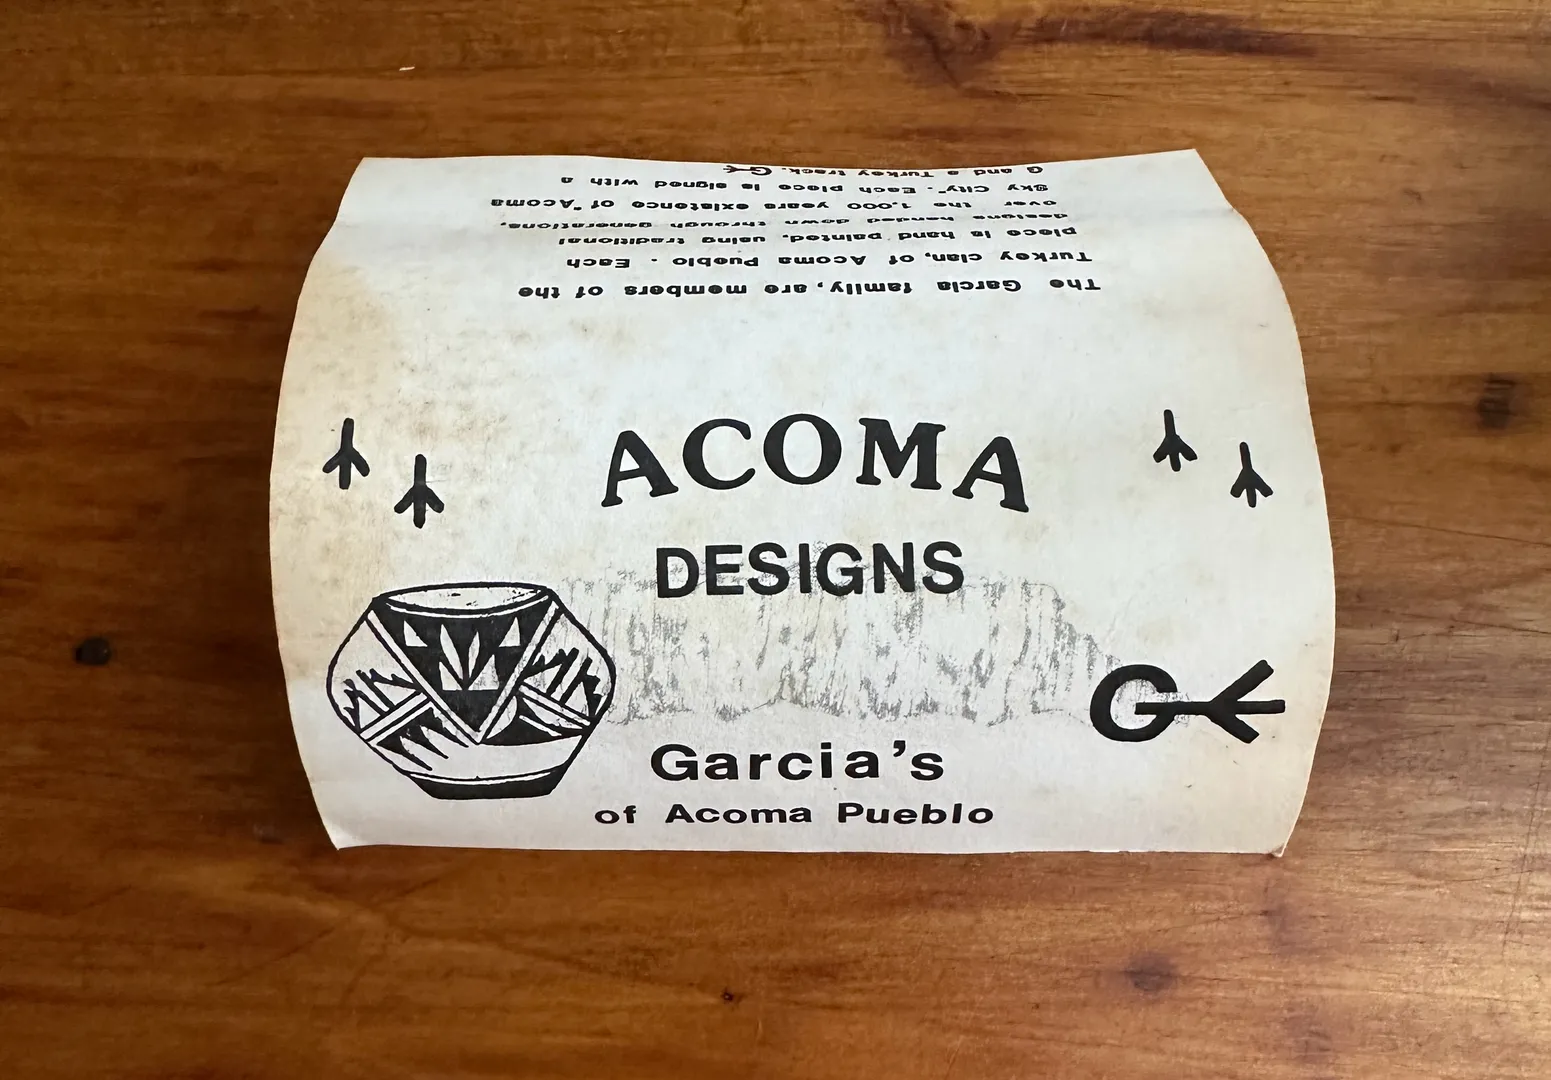 ACOMA
DESIGNS
Garcia's
of Acoma Pueblo
The Garcia family, are members of the
Turkey clan, of Acoma Pueblo. Each
piece is hand painted, using traditional
designs handed down through generations,
over the 1,000 years existence of "Acoma
Sky City". Each piece is signed with a
G and a Turkey track. G
G